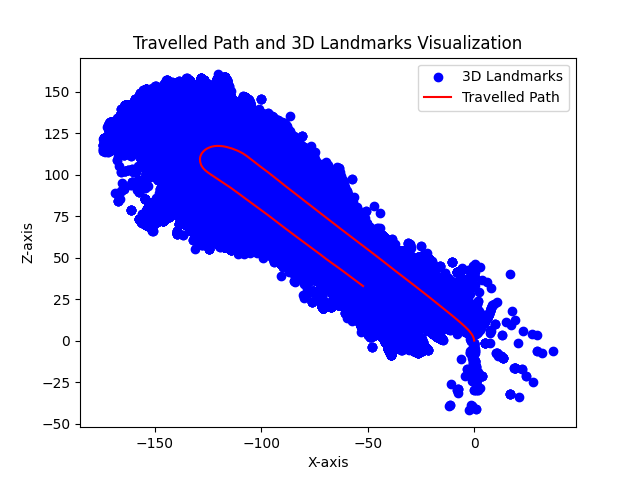 Travelled Path and 3D Landmarks Visualization
3D Landmarks
Travelled Path
Z-axis
150
125
100
75
50
25
0
−25
−50
−150
−100
−50
0
X-axis